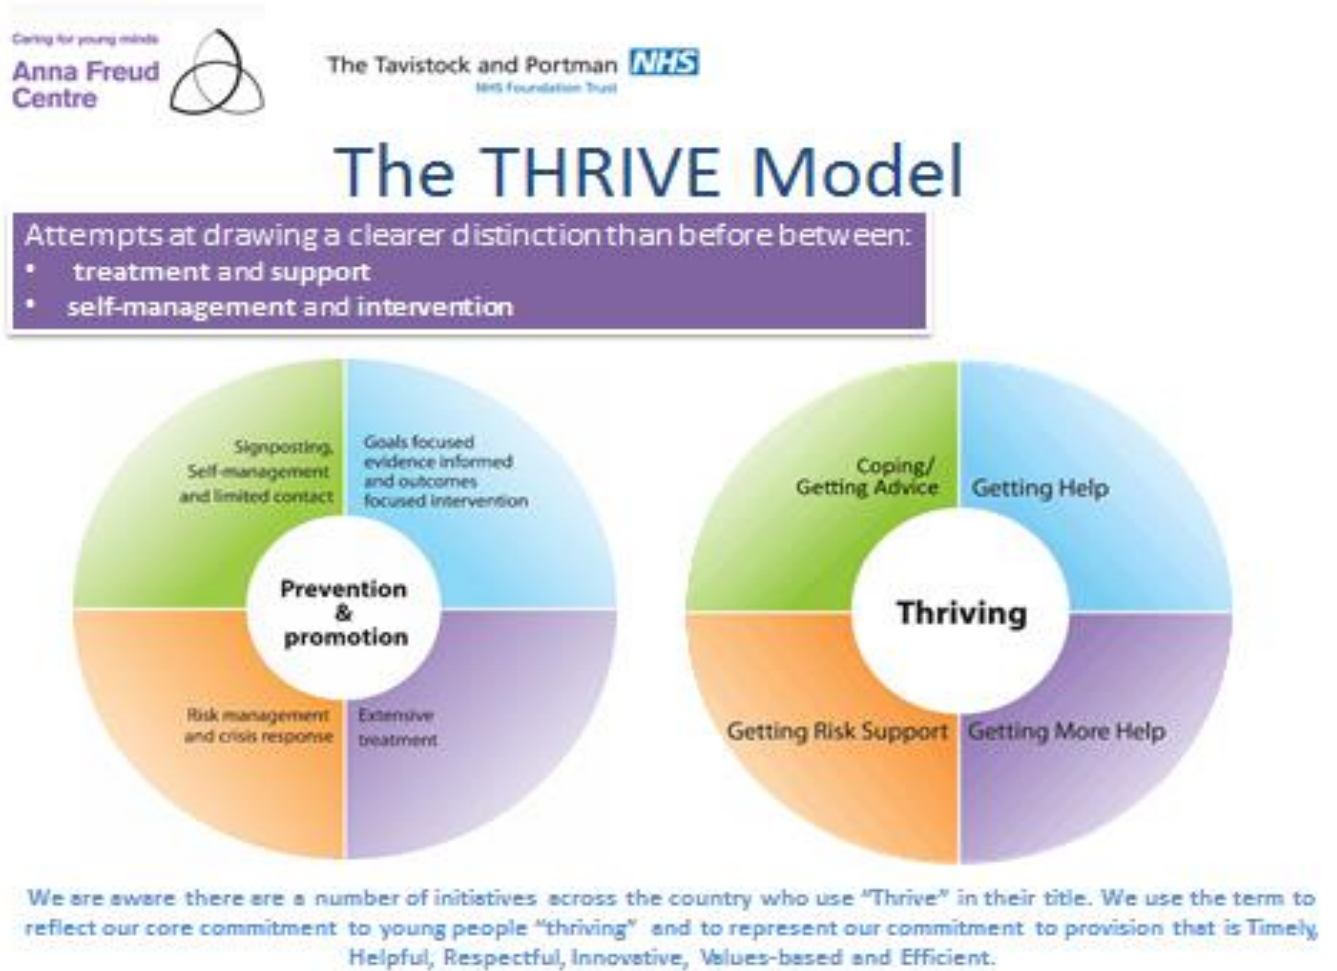 Caring for young minds
Anna Freud
Centre
The Tavistock and Portman NHS
NHS Foundation Trust
The THRIVE Model
Attempts at drawing a clearer distinction than before between:
• treatment and support
• self-management and intervention
Signposting,
Self-management
and limited contact
Goals focused
evidence informed
and outcomes
focused intervention
Prevention
&
promotion
Risk management
and crisis response
Extensive
treatment
Coping/
Getting Advice
Getting Help
Thriving
Getting Risk Support
Getting More Help
We are aware there are a number of initiatives across the country who use “Thrive” in their title. We use the term to
reflect our core commitment to young people “thriving” and to represent our commitment to provision that is Timely,
Helpful, Respectful, Innovative, Values-based and Efficient.